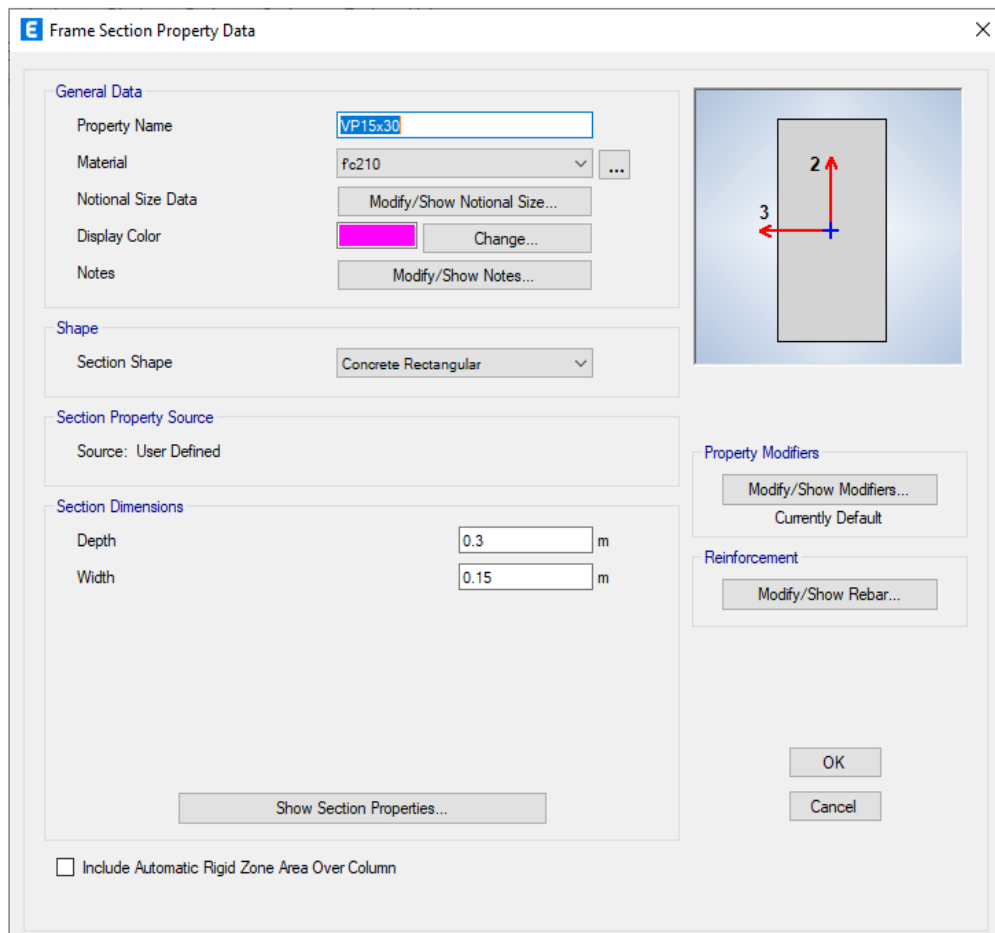 E Frame Section Property Data
General Data
Property Name VP15x30
Material f'c210 ...
Notional Size Data Modify/Show Notional Size...
Display Color Change...
Notes Modify/Show Notes...
Shape
Section Shape Concrete Rectangular
Section Property Source
Source: User Defined
Section Dimensions
Depth 0.3 m
Width 0.15 m
Show Section Properties...
Include Automatic Rigid Zone Area Over Column
2
3
Property Modifiers
Modify/Show Modifiers...
Currently Default
Reinforcement
Modify/Show Rebar...
OK
Cancel